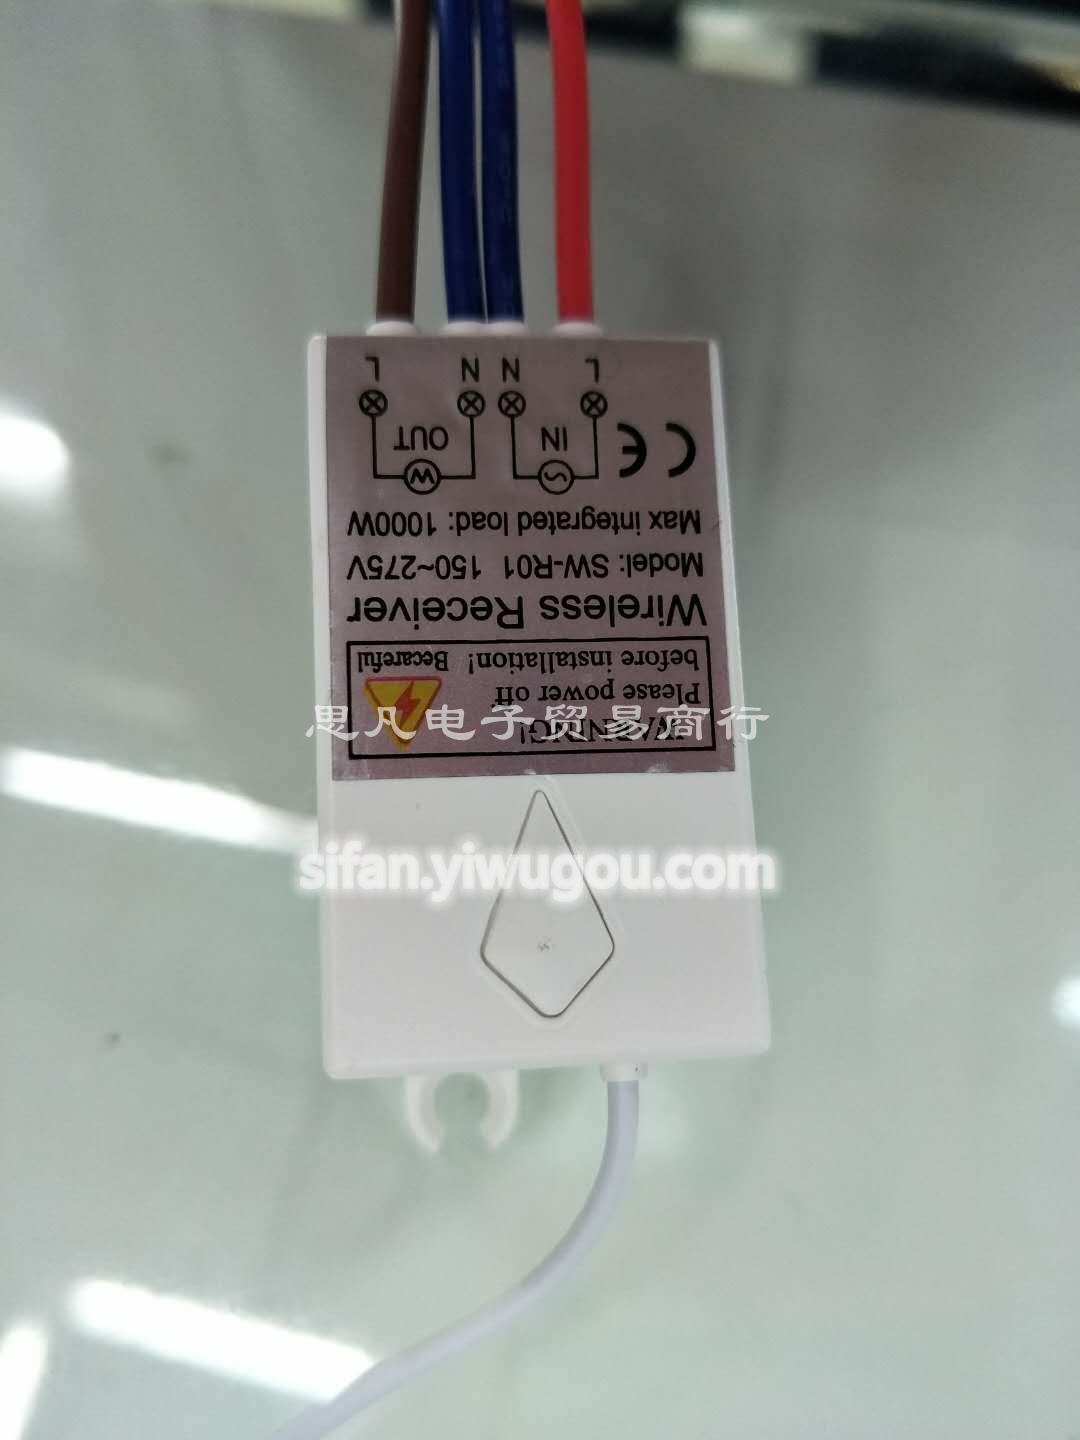 WARNING!
Please power off
before installation! Becareful
Wireless Receiver
Model: SW-R01 150~275V
Max integrated load: 1000W
CE
IN
OUT
W
L N N L
思凡电子贸易商行
sifan.yiwugou.com